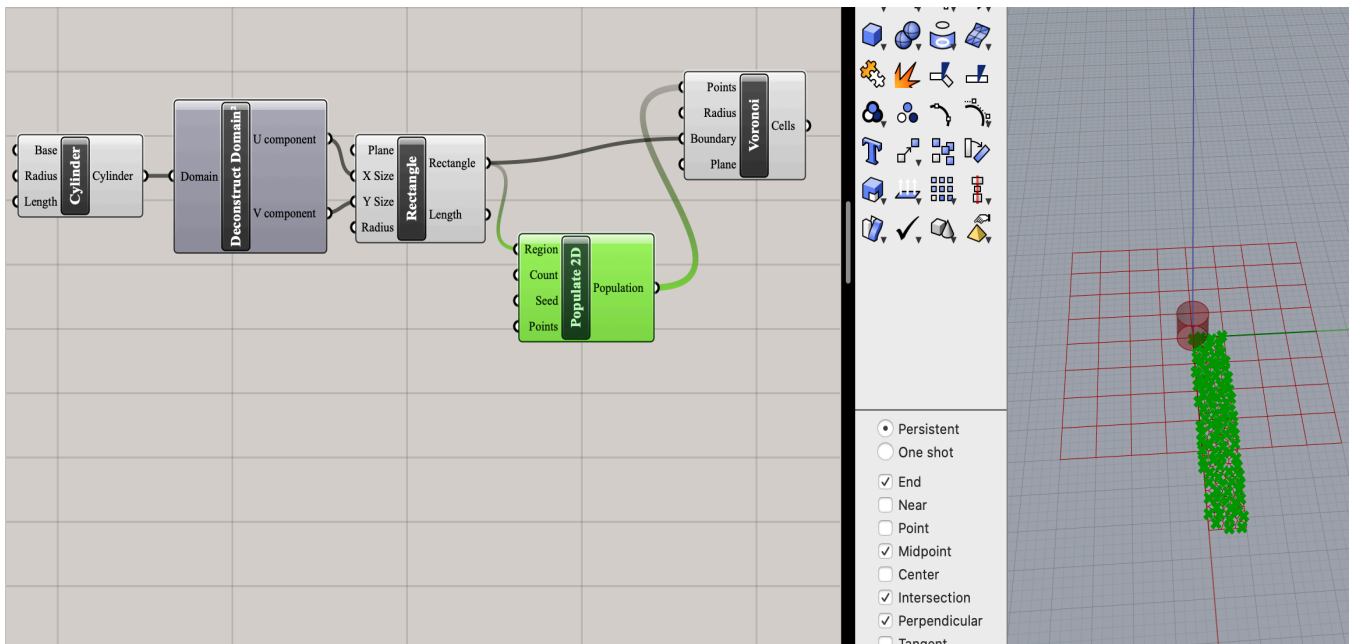 Base
Radius
Length
Cylinder
Cylinder
Domain
Deconstruct Domain²
U component
V component
Plane
X Size
Y Size
Radius
Rectangle
Rectangle
Length
Region
Count
Seed
Points
Populate 2D
Population
Points
Radius
Boundary
Plane
Voronoi
Cells
T
Persistent
One shot
End
Near
Point
Midpoint
Center
Intersection
Perpendicular
Tangent